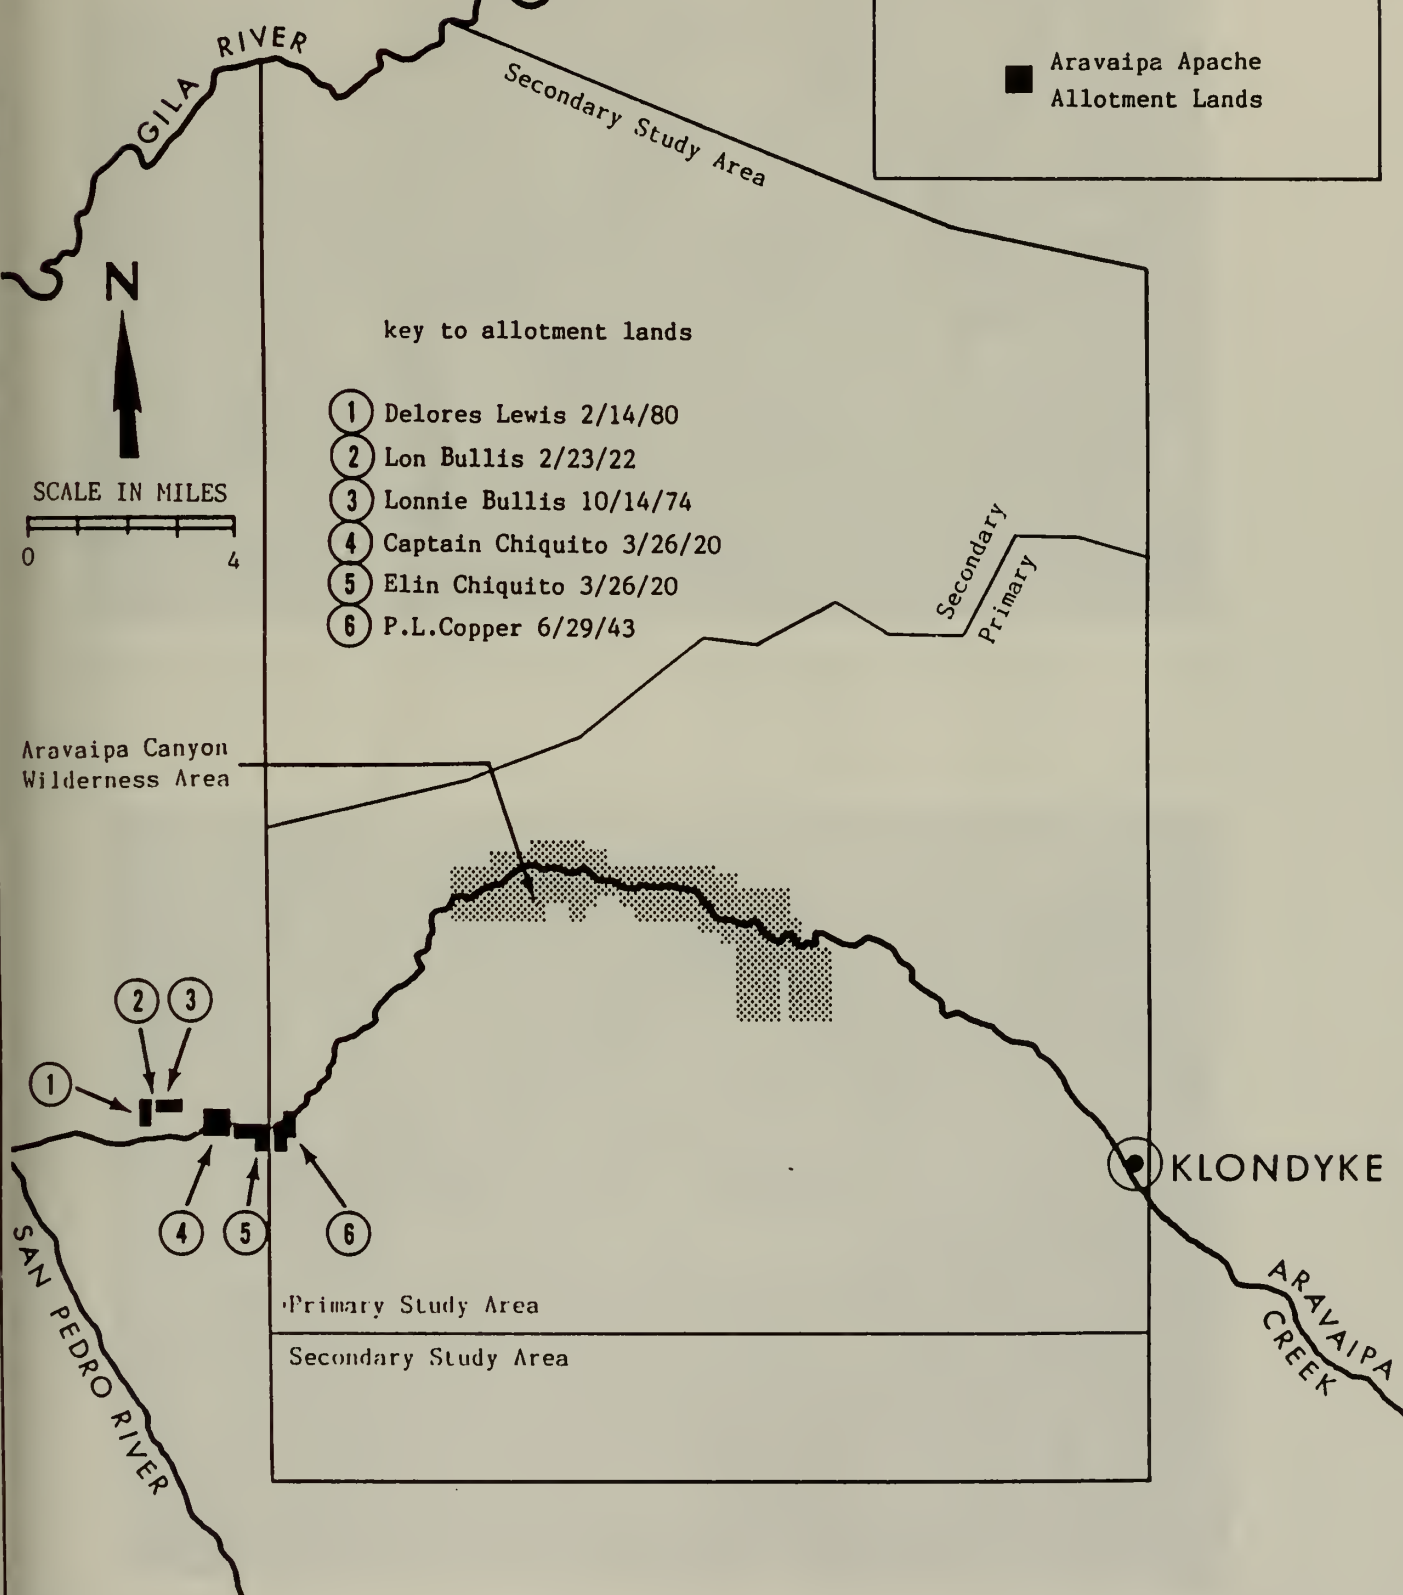 GILA RIVER
Secondary Study Area
Aravaipa Apache
Allotment Lands
N
SCALE IN MILES
0 4
key to allotment lands
1 Delores Lewis 2/14/80
2 Lon Bullis 2/23/22
3 Lonnie Bullis 10/14/74
4 Captain Chiquito 3/26/20
5 Elin Chiquito 3/26/20
6 P.L.Copper 6/29/43
Secondary
Primary
Aravaipa Canyon
Wilderness Area
2 3
1
4 5 6
KLONDYKE
SAN PEDRO RIVER
Primary Study Area
Secondary Study Area
ARAVAIPA
CREEK